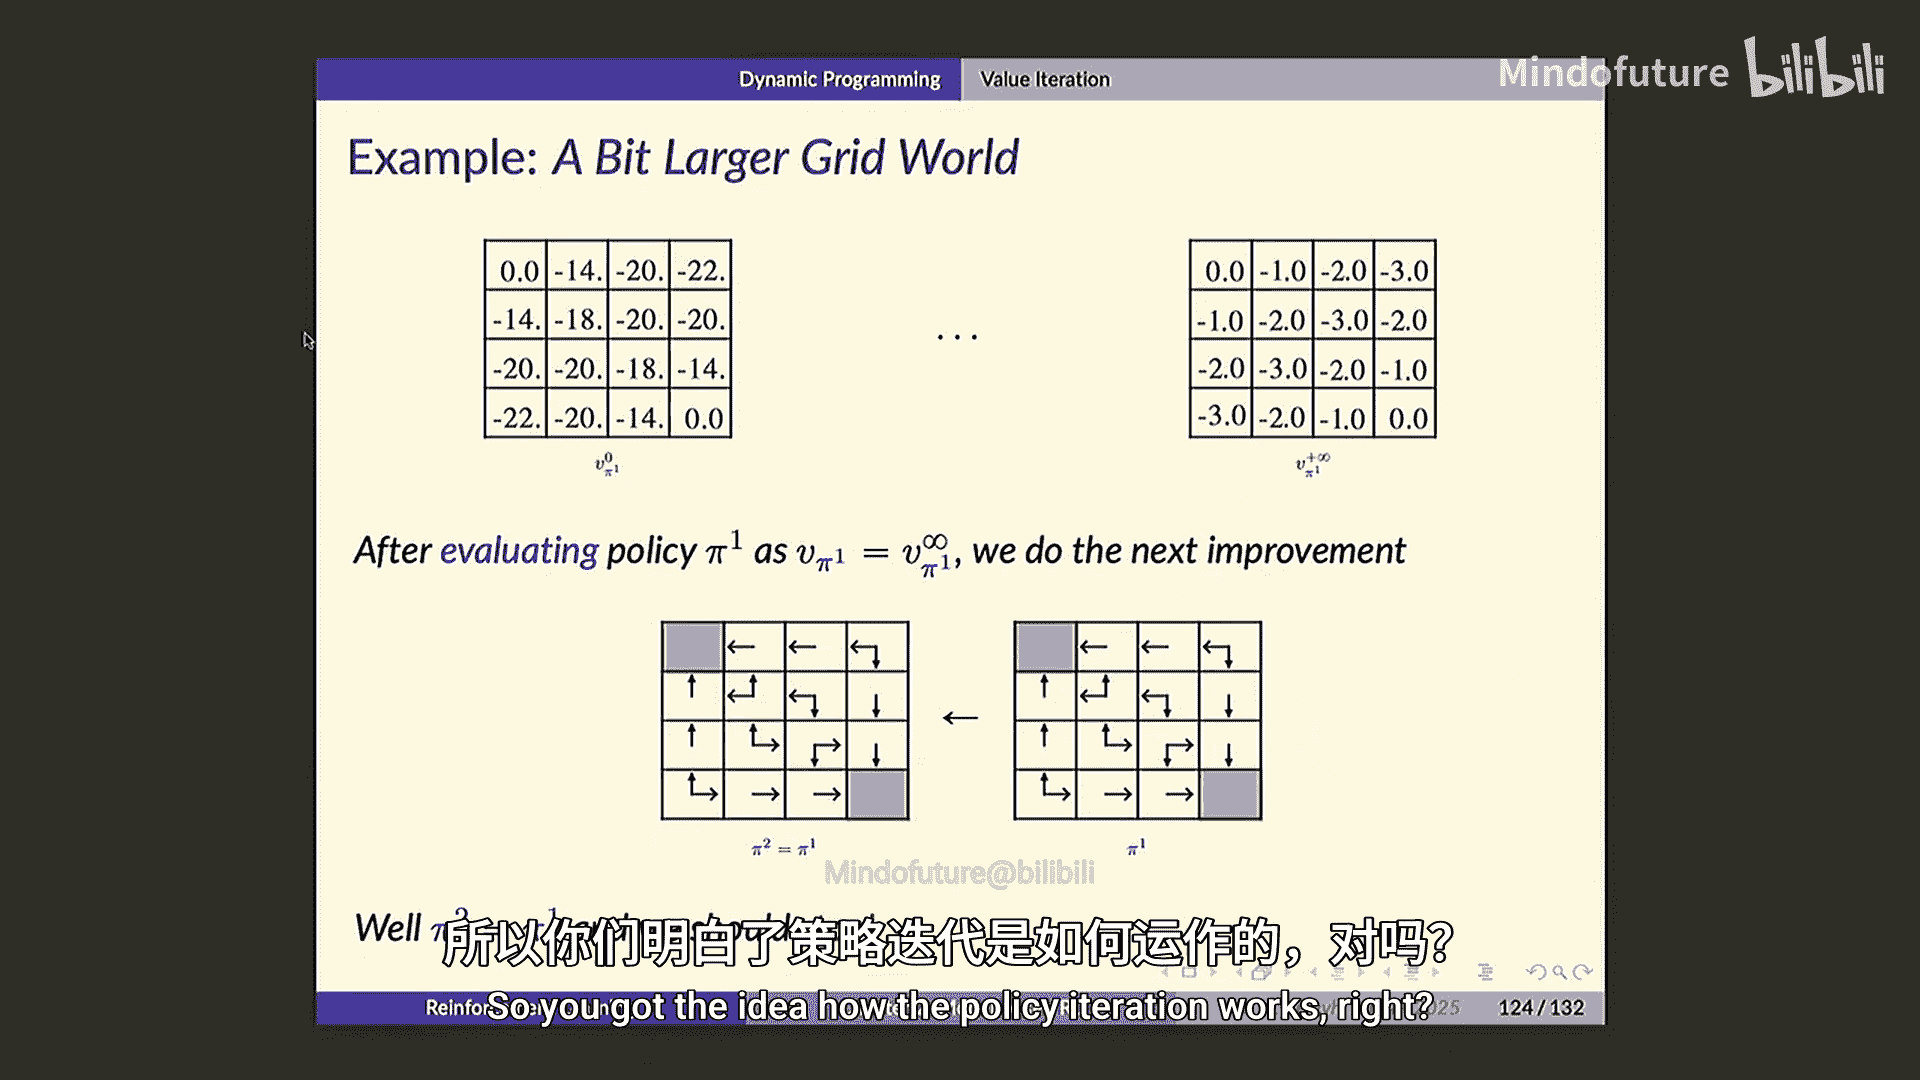 Dynamic Programming Value Iteration
Mindofuture bilibili
Example: A Bit Larger Grid World
0.0 -14. -20. -22.
-14. -18. -20. -20.
-20. -20. -18. -14.
-22. -20. -14. 0.0
v⁰π¹
...
0.0 -1.0 -2.0 -3.0
-1.0 -2.0 -3.0 -2.0
-2.0 -3.0 -2.0 -1.0
-3.0 -2.0 -1.0 0.0
v⁺∞π¹
After evaluating policy π¹ as vπ¹ = v∞π¹, we do the next improvement
← ← ↑ ↑ ↓ ↓ → →
←
π² = π¹
π¹
Mindofuture@bilibili
Well
所以你们明白了策略迭代是如何运作的，对吗？
So you got the idea how the policy iteration works, right?
124 / 132